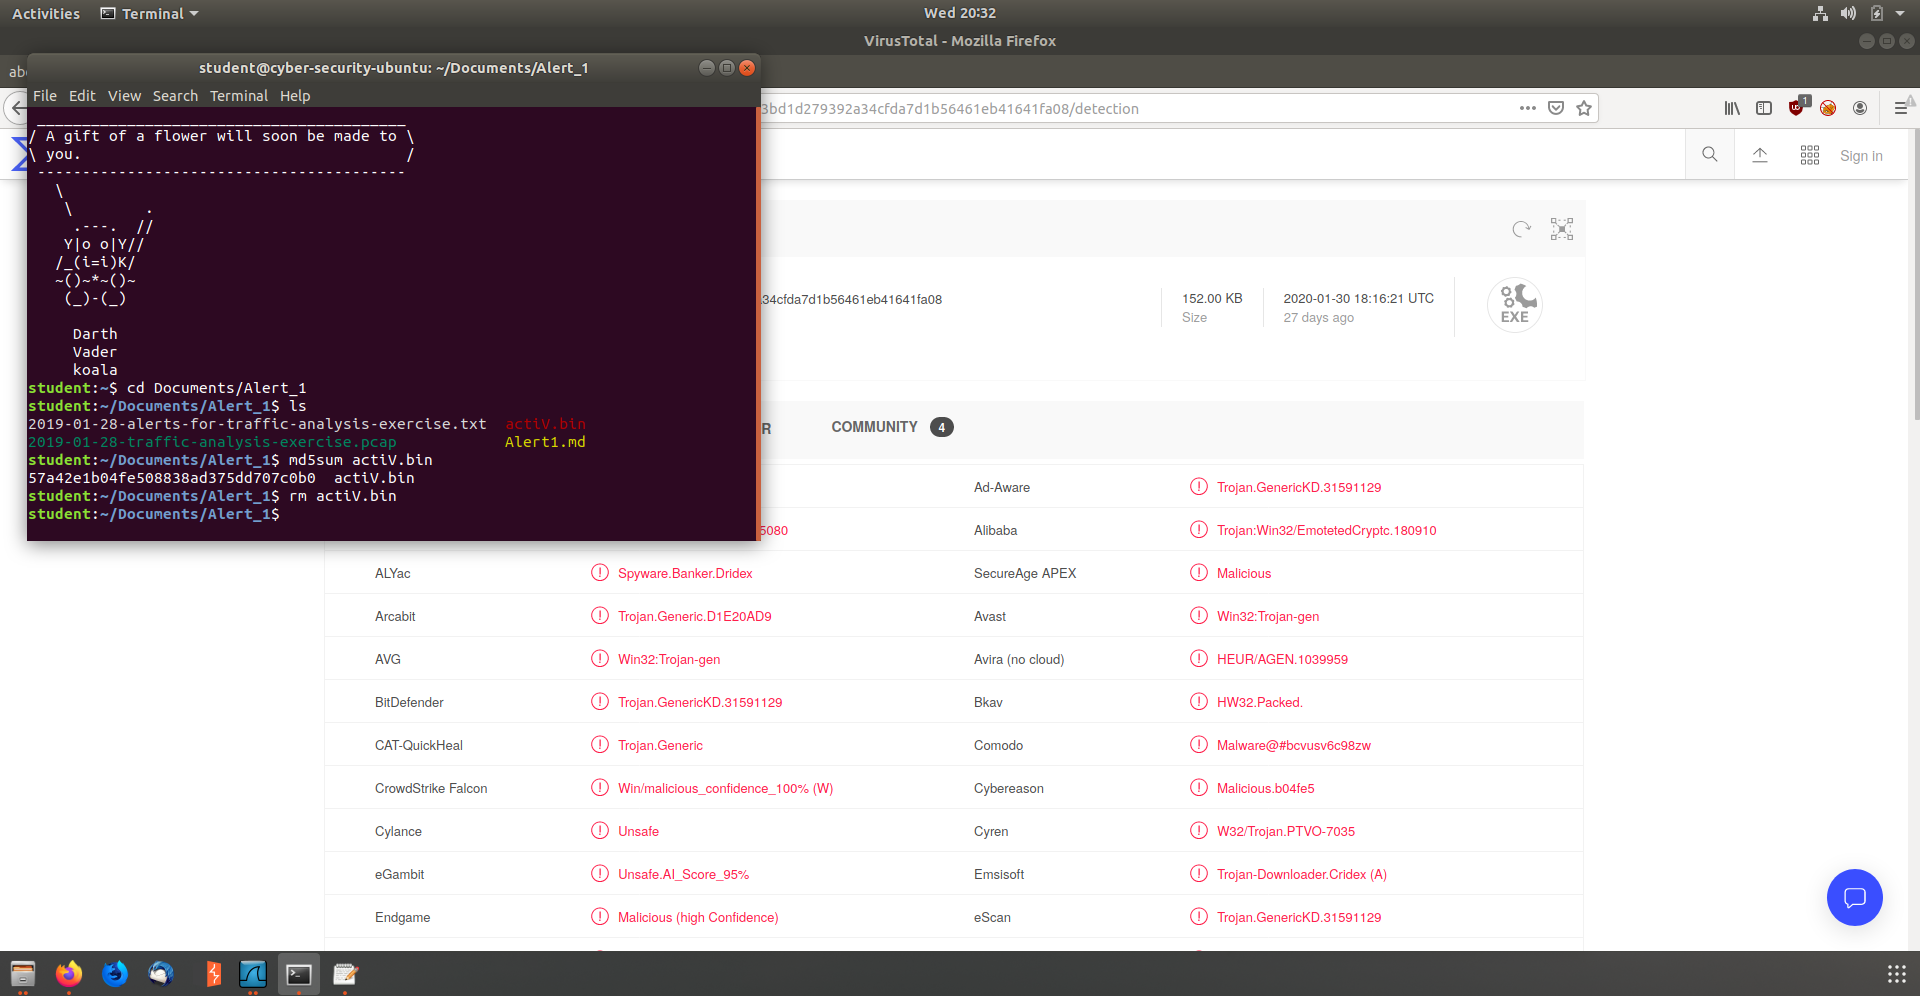 Activities
Terminal
Wed 20:32
VirusTotal - Mozilla Firefox
student@cyber-security-ubuntu: ~/Documents/Alert_1
File Edit View Search Terminal Help
3bd1d279392a34cfda7d1b56461eb41641fa08/detection
1
Sign in
/ A gift of a flower will soon be made to \
\ you. /
-----------------------------------------
\
\ .
.---. //
Y|o o|Y//
/_(i=i)K/
~()~*~()~
(_)-(_)
Darth
Vader
koala
student:~$ cd Documents/Alert_1
student:~/Documents/Alert_1$ ls
2019-01-28-alerts-for-traffic-analysis-exercise.txt actiV.bin
2019-01-28-traffic-analysis-exercise.pcap Alert1.md
student:~/Documents/Alert_1$ md5sum actiV.bin
57a42e1b04fe508838ad375dd707c0b0 actiV.bin
student:~/Documents/Alert_1$ rm actiV.bin
student:~/Documents/Alert_1$
34cfda7d1b56461eb41641fa08
152.00 KB
Size
2020-01-30 18:16:21 UTC
27 days ago
EXE
R
COMMUNITY 4
Ad-Aware Trojan.GenericKD.31591129
5080 Alibaba Trojan:Win32/EmotetedCryptc.180910
ALYac Spyware.Banker.Dridex SecureAge APEX Malicious
Arcabit Trojan.Generic.D1E20AD9 Avast Win32:Trojan-gen
AVG Win32:Trojan-gen Avira (no cloud) HEUR/AGEN.1039959
BitDefender Trojan.GenericKD.31591129 Bkav HW32.Packed.
CAT-QuickHeal Trojan.Generic Comodo Malware@#bcvusv6c98zw
CrowdStrike Falcon Win/malicious_confidence_100% (W) Cybereason Malicious.b04fe5
Cylance Unsafe Cyren W32/Trojan.PTVO-7035
eGambit Unsafe.AI_Score_95% Emsisoft Trojan-Downloader.Cridex (A)
Endgame Malicious (high Confidence) eScan Trojan.GenericKD.31591129